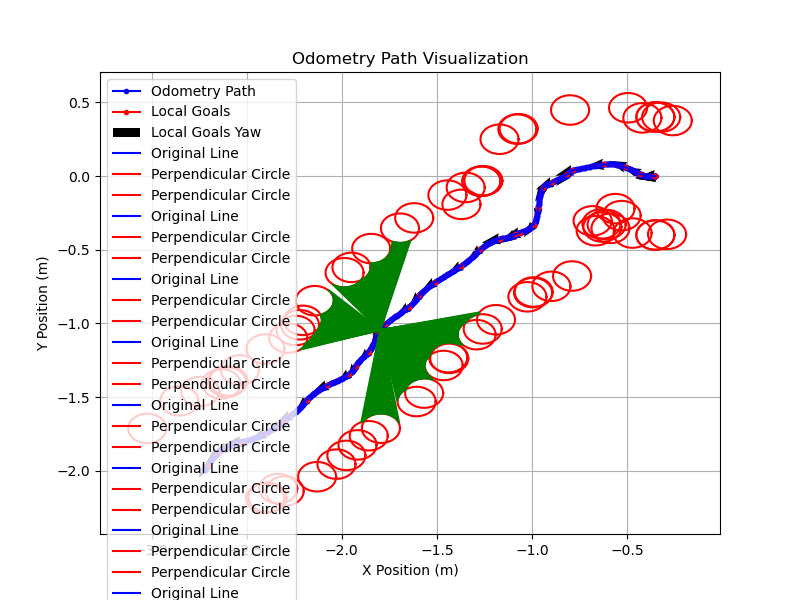 Odometry Path Visualization
Y Position (m)
0.5
0.0
−0.5
−1.0
−1.5
−2.0
Odometry Path
Local Goals
Local Goals Yaw
Original Line
Perpendicular Circle
Perpendicular Circle
Original Line
Perpendicular Circle
Perpendicular Circle
Original Line
Perpendicular Circle
Perpendicular Circle
Original Line
Perpendicular Circle
Perpendicular Circle
Original Line
Perpendicular Circle
Perpendicular Circle
Original Line
Perpendicular Circle
Perpendicular Circle
Original Line
Perpendicular Circle
Perpendicular Circle
Original Line
−2.0 −1.5 −1.0 −0.5
X Position (m)